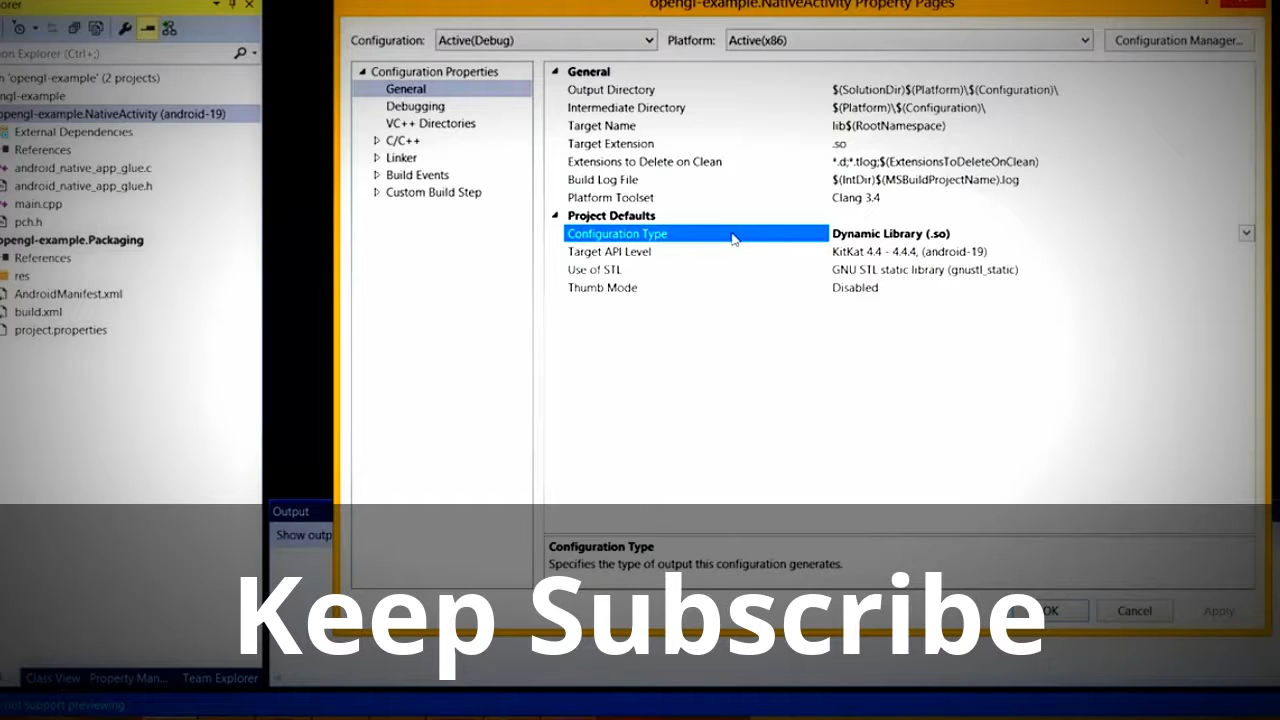 opengl-example.NativeActivity Property Pages
Configuration: Active(Debug) Platform: Active(x86) Configuration Manager...
(Ctrl+;)
'opengl-example' (2 projects)
opengl-example.NativeActivity (android-19)
External Dependencies
References
android_native_app_glue.c
android_native_app_glue.h
main.cpp
pch.h
opengl-example.Packaging
References
res
AndroidManifest.xml
build.xml
project.properties
Configuration Properties
General
Debugging
VC++ Directories
C/C++
Linker
Build Events
Custom Build Step
General
Output Directory $(SolutionDir)$(Platform)\$(Configuration)\
Intermediate Directory $(Platform)\$(Configuration)\
Target Name lib$(RootNamespace)
Target Extension .so
Extensions to Delete on Clean *.d;*.tlog;$(ExtensionsToDeleteOnClean)
Build Log File $(IntDir)$(MSBuildProjectName).log
Platform Toolset Clang 3.4
Project Defaults
Configuration Type Dynamic Library (.so)
Target API Level KitKat 4.4 - 4.4.4, (android-19)
Use of STL GNU STL static library (gnustl_static)
Thumb Mode Disabled
Output
Show outp
Configuration Type
Specifies the type of output this configuration generates.
OK Cancel Apply
Keep Subscribe
Class View Property Man... Team Explorer
not support previewing